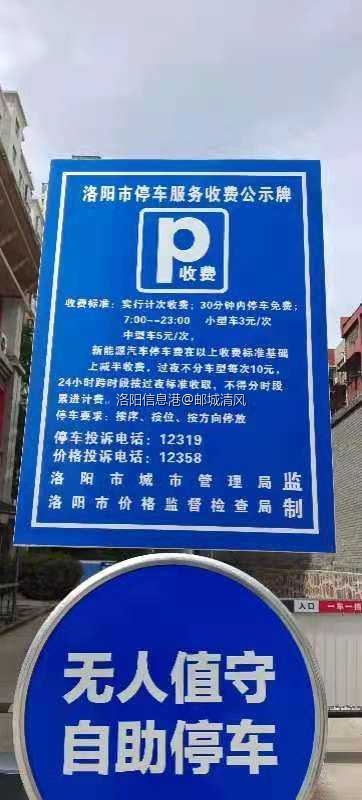 洛阳市停车服务收费公示牌
P
收费
收费标准：实行计次收费；30分钟内停车免费；
7:00--23:00 小型车3元/次
中型车5元/次。
新能源汽车停车费在以上收费标准基础
上减半收费，过夜不分车型每次10元，
24小时跨时段按过夜标准收取，不得分时段
累进计费。
洛阳信息港@邮城清风
停车要求：按序、按位、按方向停放
停车投诉电话：12319
价格投诉电话：12358
洛阳市城市管理局监
洛阳市价格监督检查局制
入口 一车一档
无人值守
自助停车